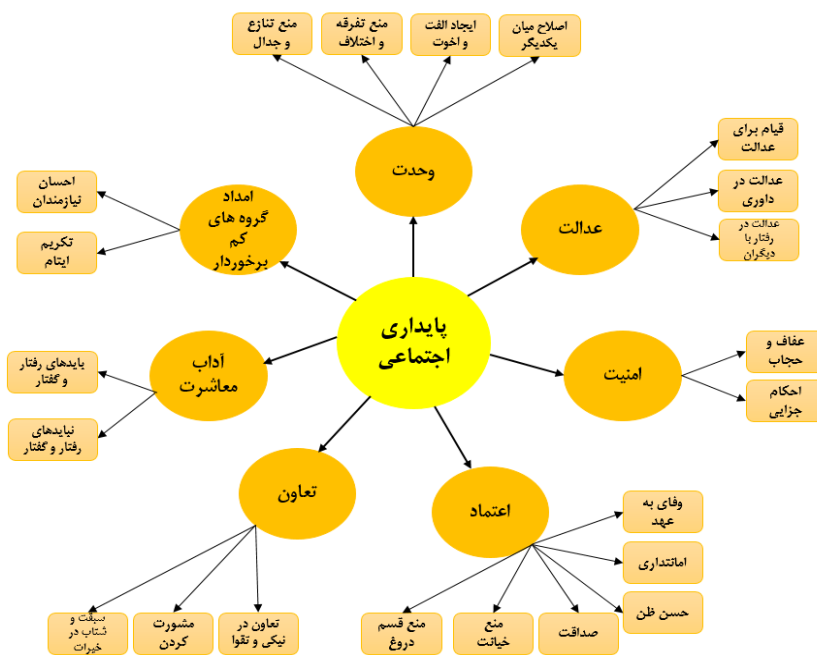 اصلاح میان
یکدیگر
ایجاد الفت
و اخوت
منع تفرقه
و اختلاف
منع تنازع
و جدال
وحدت
قیام برای
عدالت
عدالت در
داوری
عدالت در
رفتار با
دیگران
عدالت
امداد
گروه های
کم
برخوردار
احسان
نیازمندان
تکریم
ایتام
پایداری
اجتماعی
عفاف و
حجاب
احکام
جزایی
امنیت
آداب
معاشرت
بایدهای رفتار
و گفتار
نبایدهای
رفتار و گفتار
تعاون
اعتماد
وفای به
عهد
امانتداری
حسن ظن
صداقت
منع
خیانت
منع قسم
دروغ
تعاون در
نیکی و تقوا
مشورت
کردن
سبقت و
شتاب در
خیرات